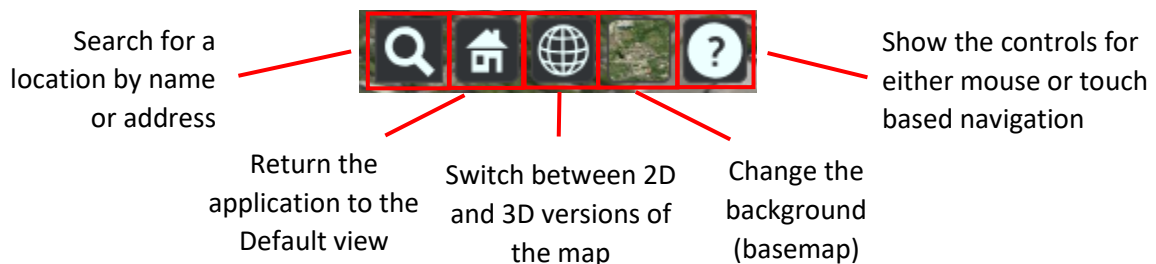 Search for a
location by name
or address
?
Show the controls for
either mouse or touch
based navigation
Return the
application to the
Default view
Switch between 2D
and 3D versions of
the map
Change the
background
(basemap)